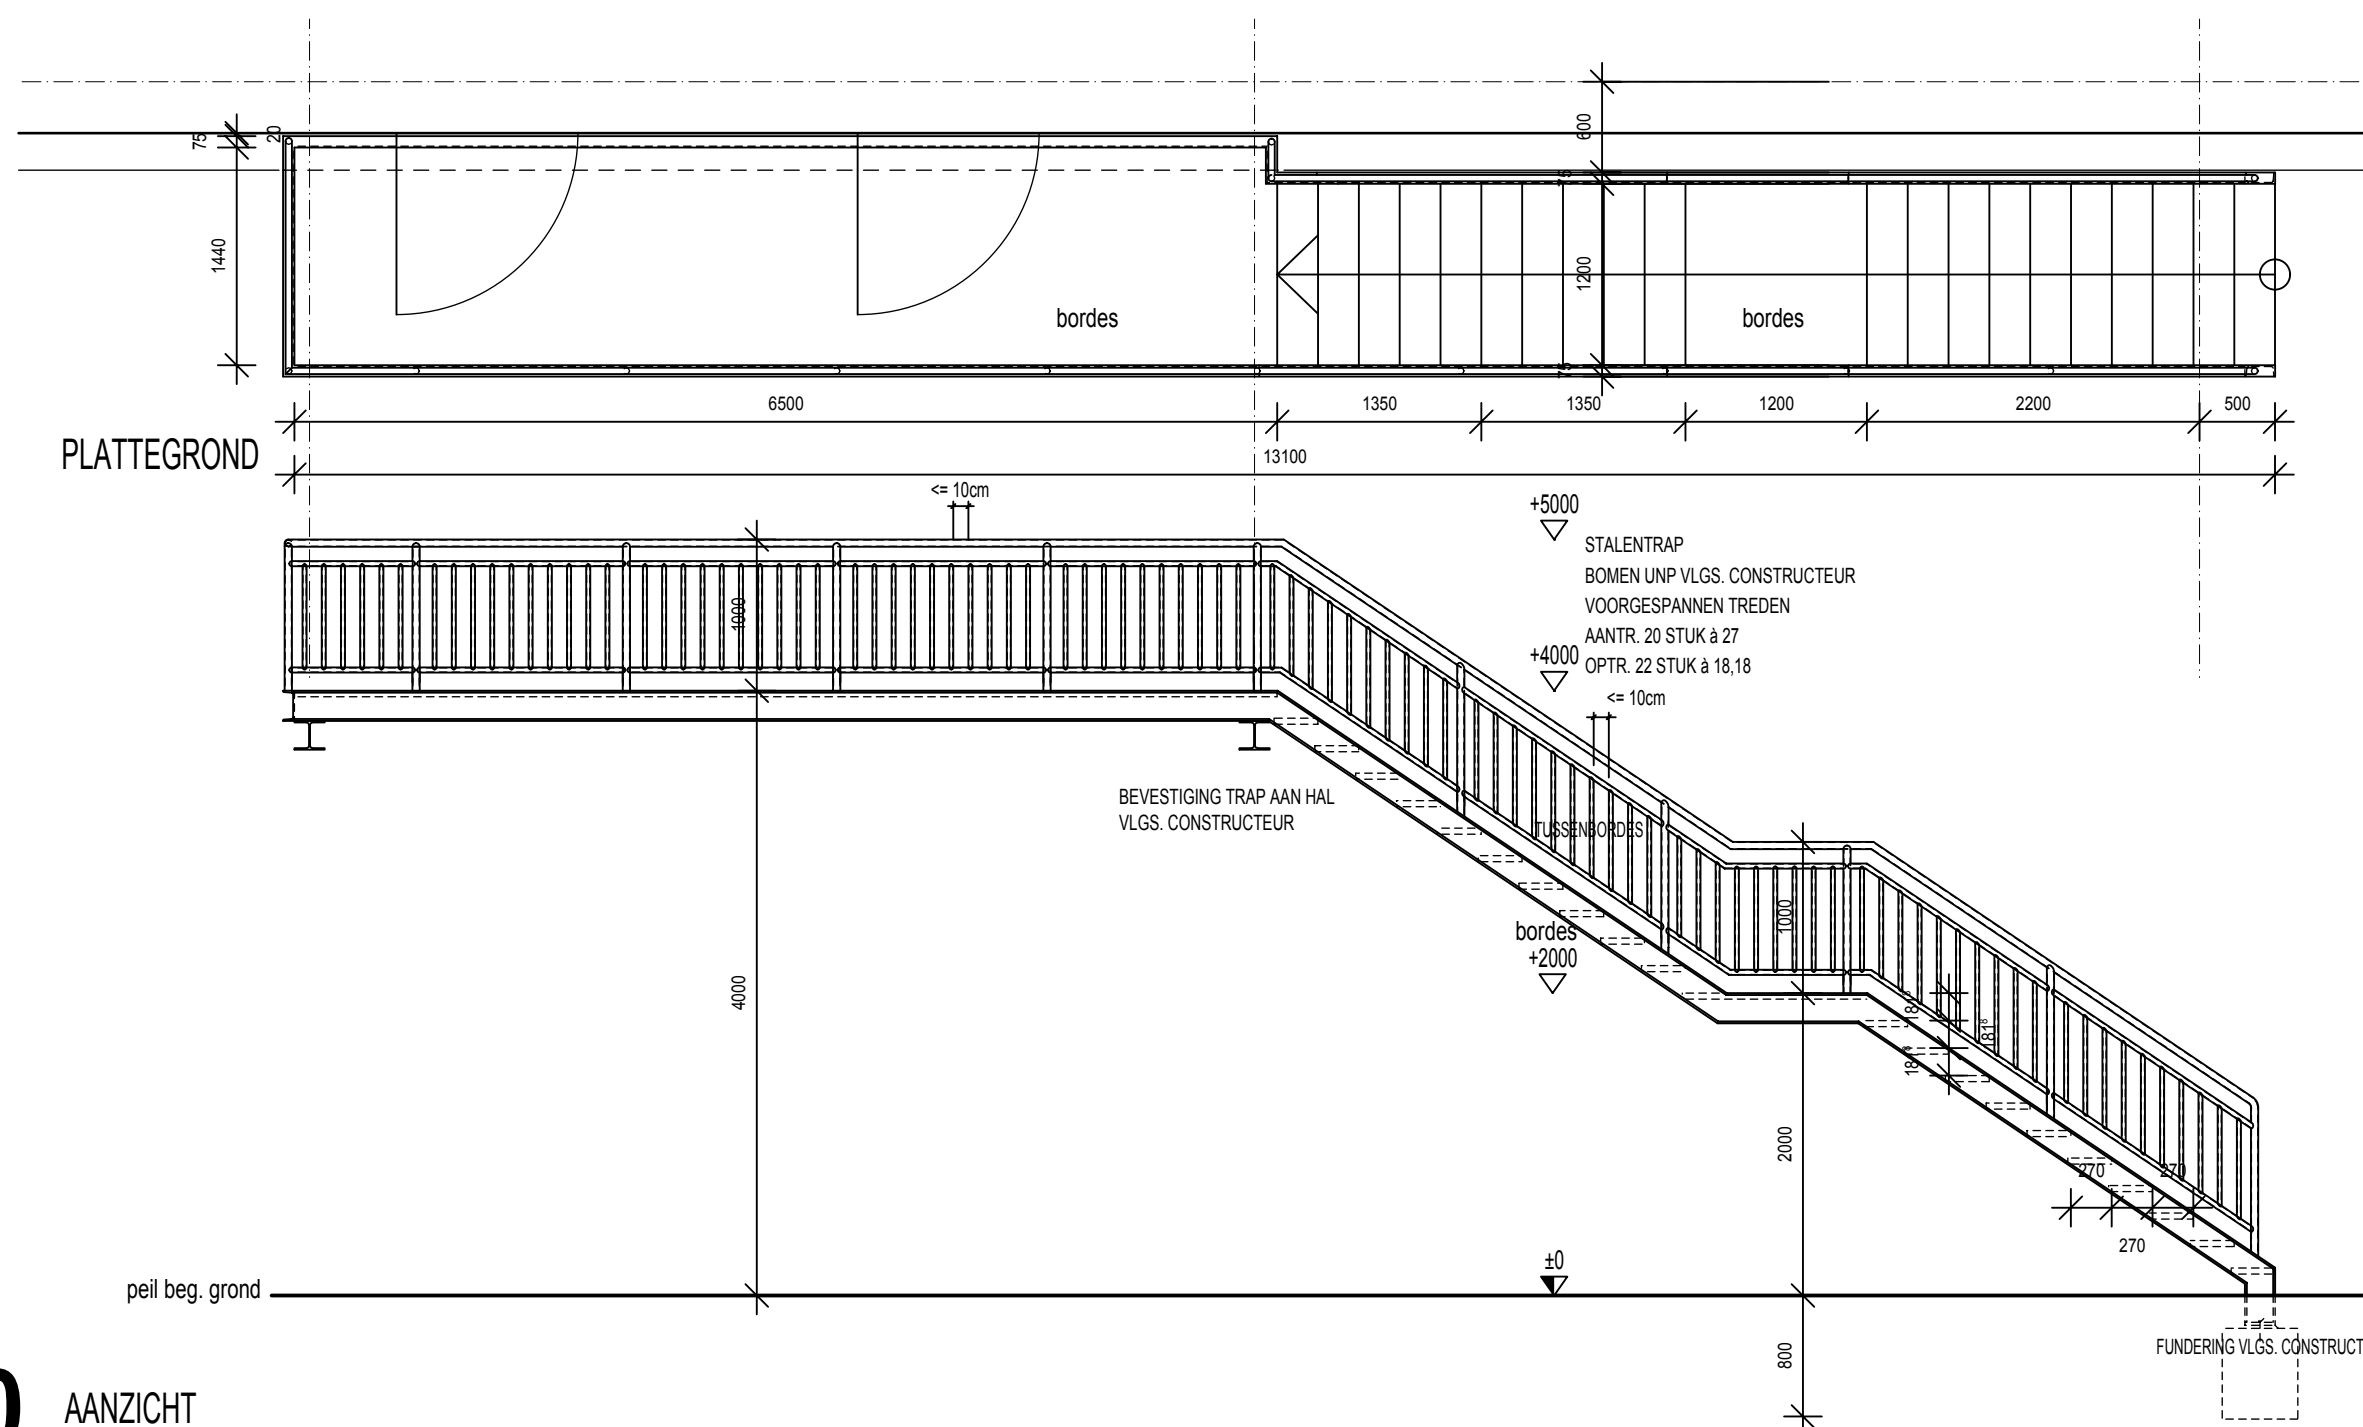 600
75
20
75
1440
1200
bordes
bordes
75
6500
1350
1350
1200
2200
500
PLATTEGROND
13100
<= 10cm
+5000
STALENTRAP
BOMEN UNP VLGS. CONSTRUCTEUR
VOORGESPANNEN TREDEN
AANTR. 20 STUK à 27
+4000
OPTR. 22 STUK à 18,18
<= 10cm
1000
BEVESTIGING TRAP AAN HAL
VLGS. CONSTRUCTEUR
TUSSENBORDES
1000
bordes
+2000
4000
181⁸
2000
270
270
270
±0
peil beg. grond
FUNDERING VLGS. CONSTRUCT
800
AANZICHT